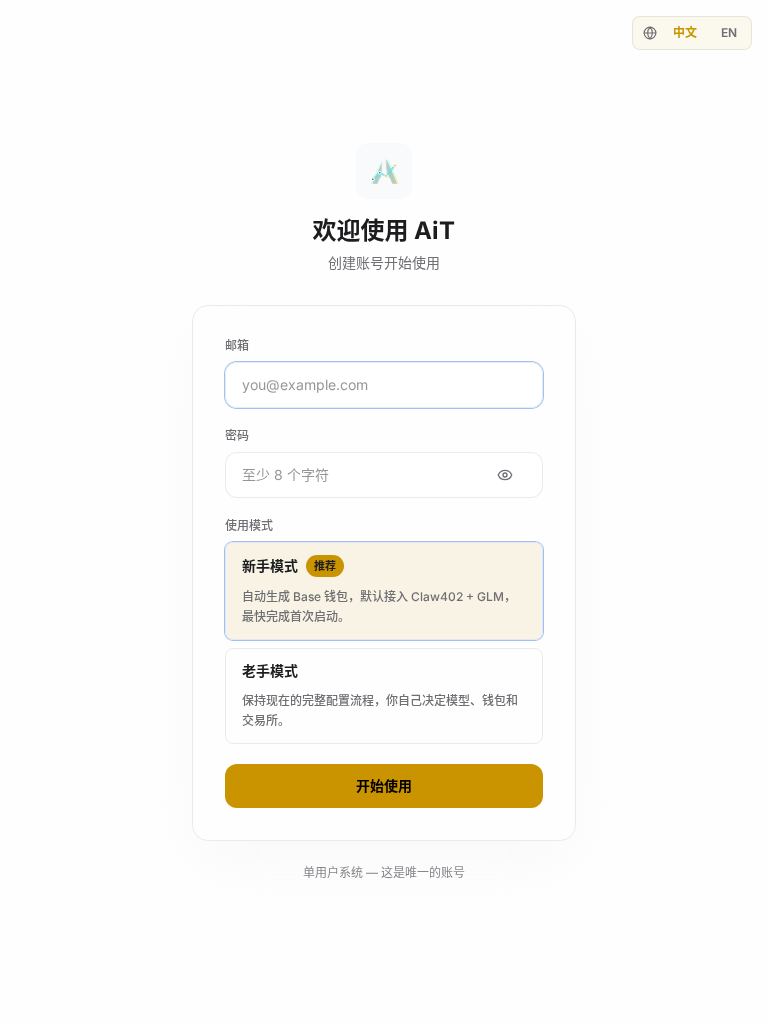 中文 EN
欢迎使用 AiT
创建账号开始使用
邮箱
you@example.com
密码
至少 8 个字符
使用模式
新手模式 推荐
自动生成 Base 钱包，默认接入 Claw402 + GLM，
最快完成首次启动。
老手模式
保持现在的完整配置流程，你自己决定模型、钱包和
交易所。
开始使用
单用户系统 — 这是唯一的账号